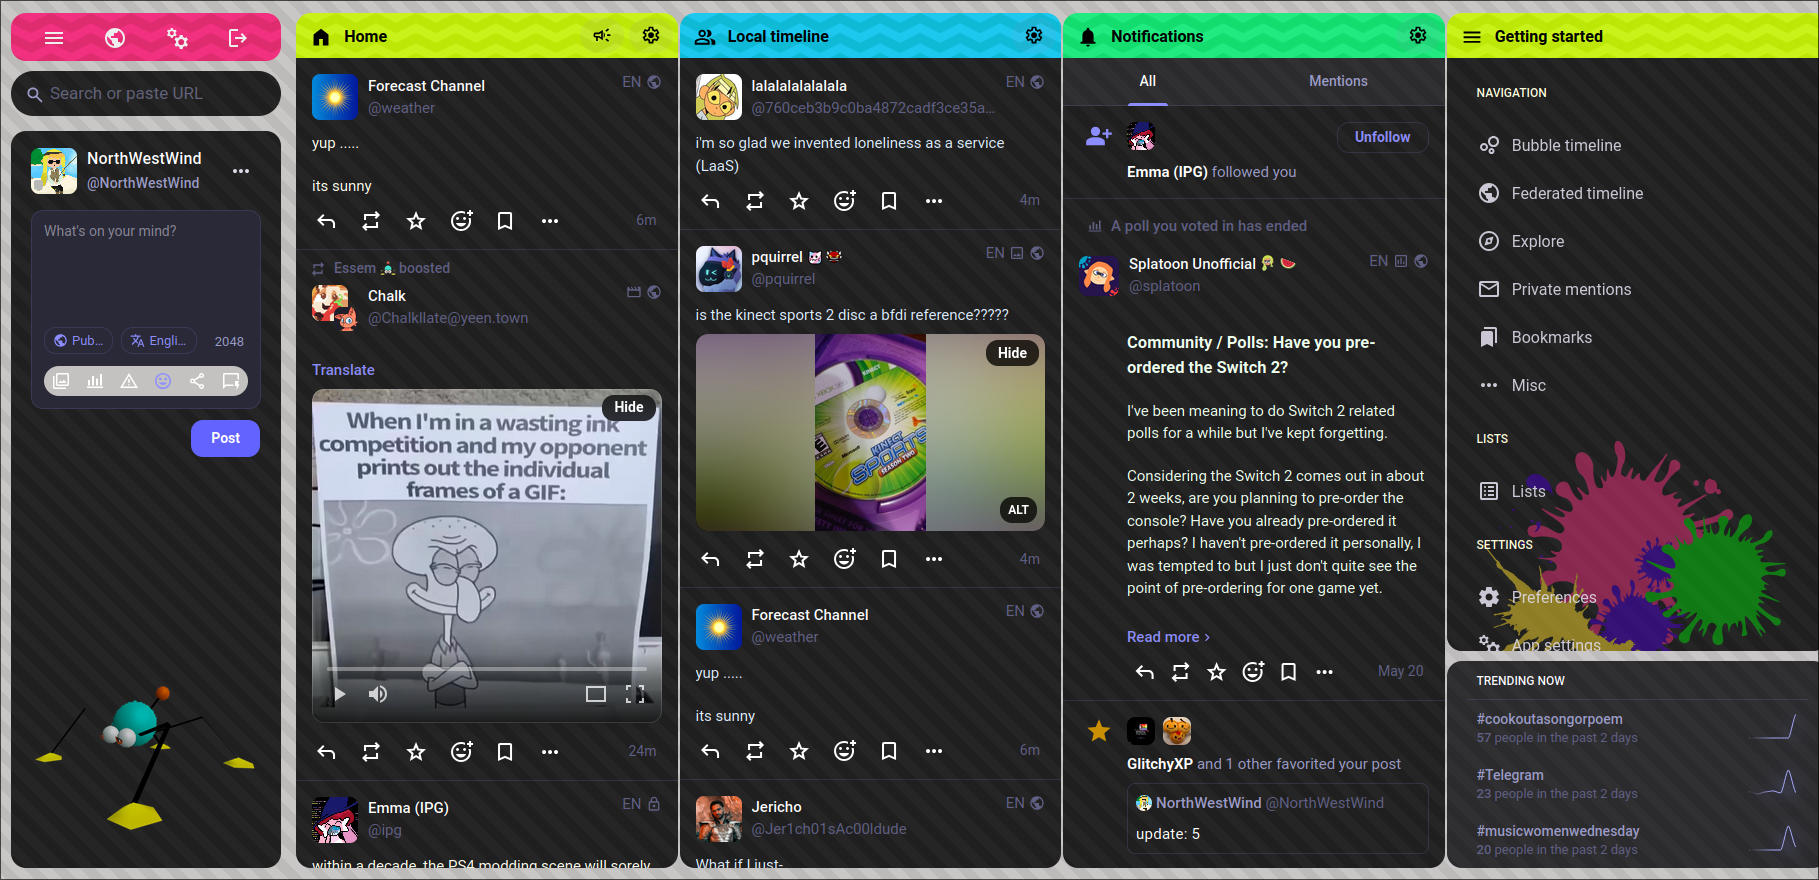 Search or paste URL
NorthWestWind
@NorthWestWind
What's on your mind?
Pub...
Engli...
2048
Post
Home
Forecast Channel
EN
@weather
yup .....
its sunny
6m
Essem boosted
Chalk
@Chalkllate@yeen.town
Translate
Hide
When I'm in a wasting ink
competition and my opponent
prints out the individual
frames of a GIF:
24m
Emma (IPG)
EN
@ipg
within a decade, the PS4 modding scene will sorely
Local timeline
lalalalalalalala
EN
@760ceb3b9c0ba4872cadf3ce35a...
i'm so glad we invented loneliness as a service
(LaaS)
4m
pquirrel
EN
@pquirrel
is the kinect sports 2 disc a bfdi reference?????
Hide
KINECT
SPORTS
SEASON TWO
ALT
4m
Forecast Channel
EN
@weather
yup .....
its sunny
6m
Jericho
EN
@Jer1ch01sAc00ldude
What if I just-
Notifications
All
Mentions
Unfollow
Emma (IPG) followed you
A poll you voted in has ended
Splatoon Unofficial
EN
@splatoon
Community / Polls: Have you pre-
ordered the Switch 2?
I've been meaning to do Switch 2 related
polls for a while but I've kept forgetting.
Considering the Switch 2 comes out in about
2 weeks, are you planning to pre-order the
console? Have you already pre-ordered it
perhaps? I haven't pre-ordered it personally, I
was tempted to but I just don't quite see the
point of pre-ordering for one game yet.
Read more
May 20
GlitchyXP and 1 other favorited your post
NorthWestWind @NorthWestWind
update: 5
Getting started
NAVIGATION
Bubble timeline
Federated timeline
Explore
Private mentions
Bookmarks
Misc
LISTS
Lists
SETTINGS
Preferences
App settings
TRENDING NOW
#cookoutasongorpoem
57 people in the past 2 days
#Telegram
23 people in the past 2 days
#musicwomenwednesday
20 people in the past 2 days